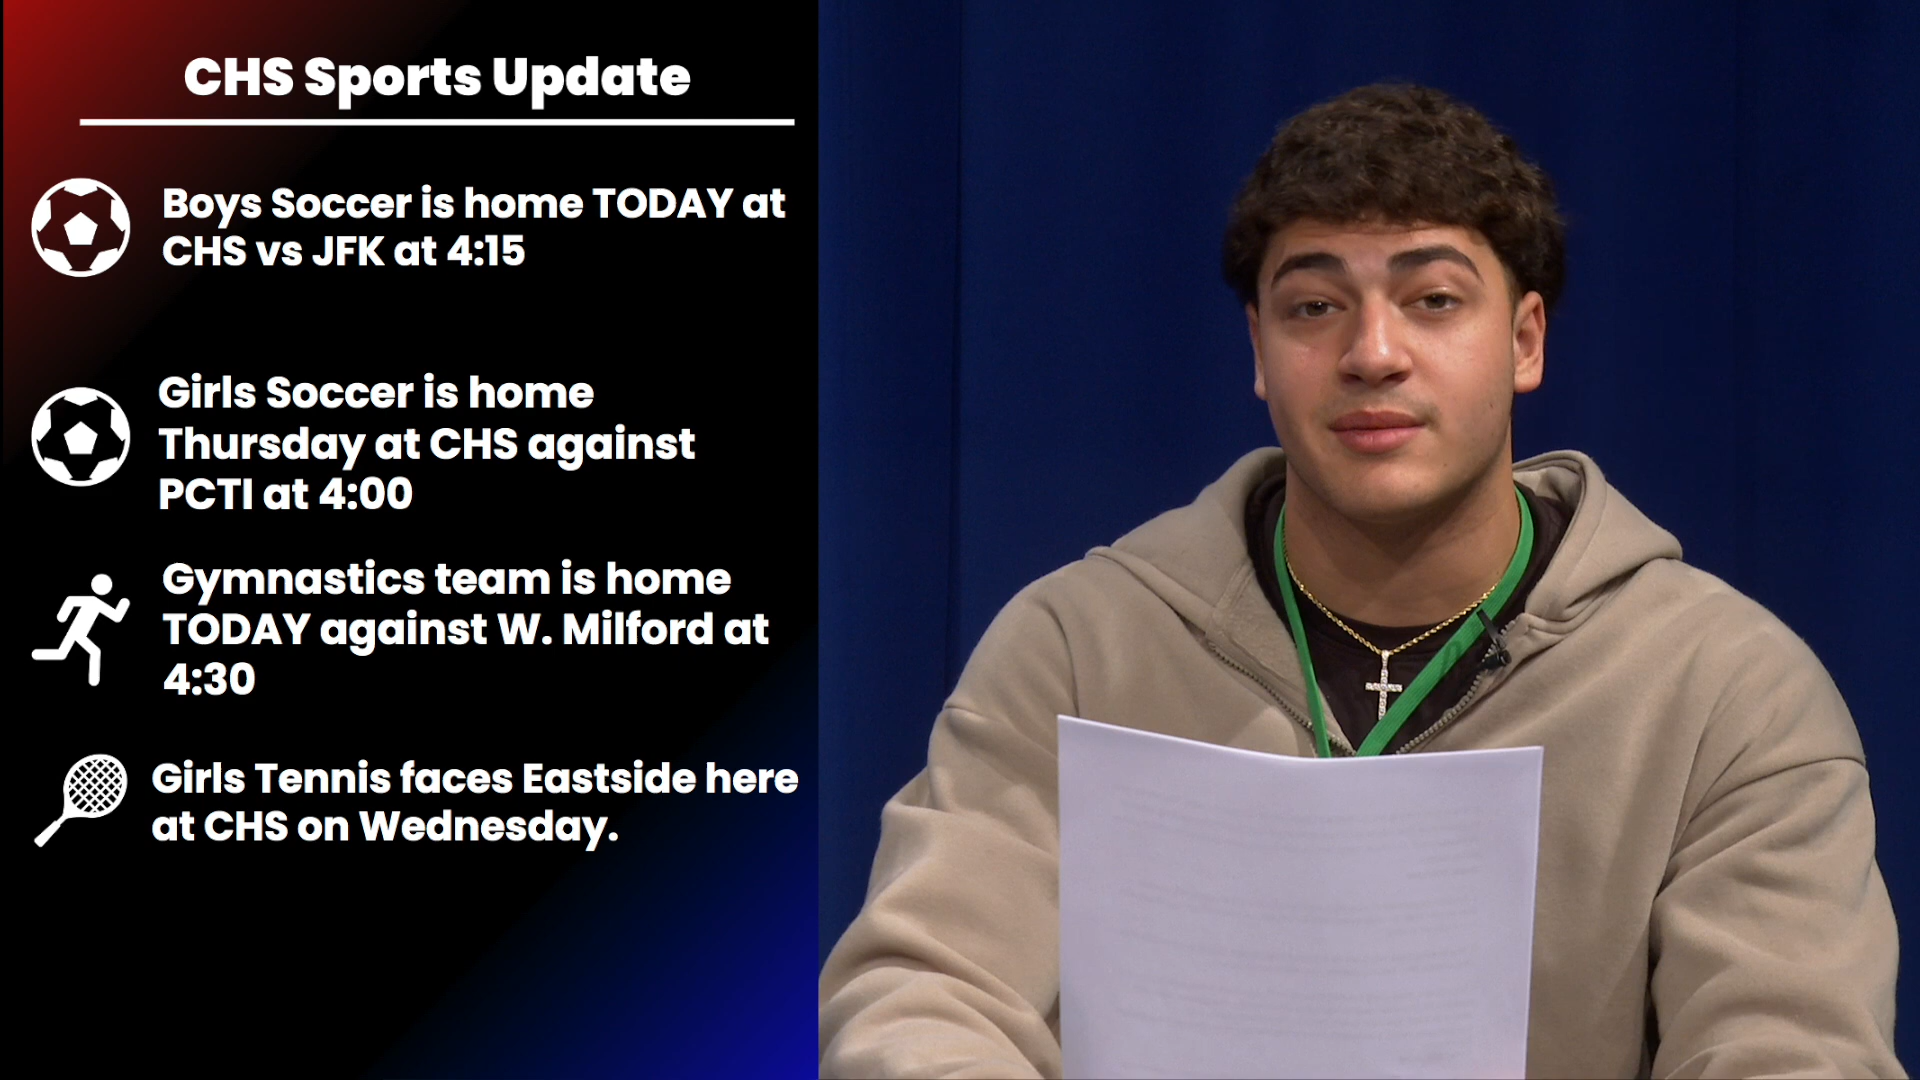 CHS Sports Update
Boys Soccer is home TODAY at
CHS vs JFK at 4:15
Girls Soccer is home
Thursday at CHS against
PCTI at 4:00
Gymnastics team is home
TODAY against W. Milford at
4:30
Girls Tennis faces Eastside here
at CHS on Wednesday.